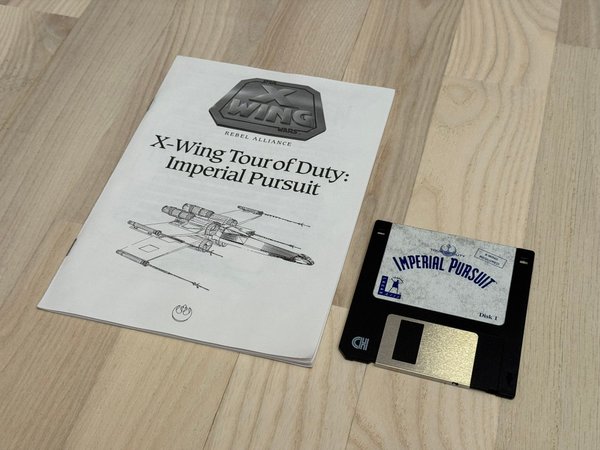 STAR
X
WING
WARS
REBEL ALLIANCE
X-Wing Tour of Duty:
Imperial Pursuit
IMPERIAL PURSUIT
Disk 1